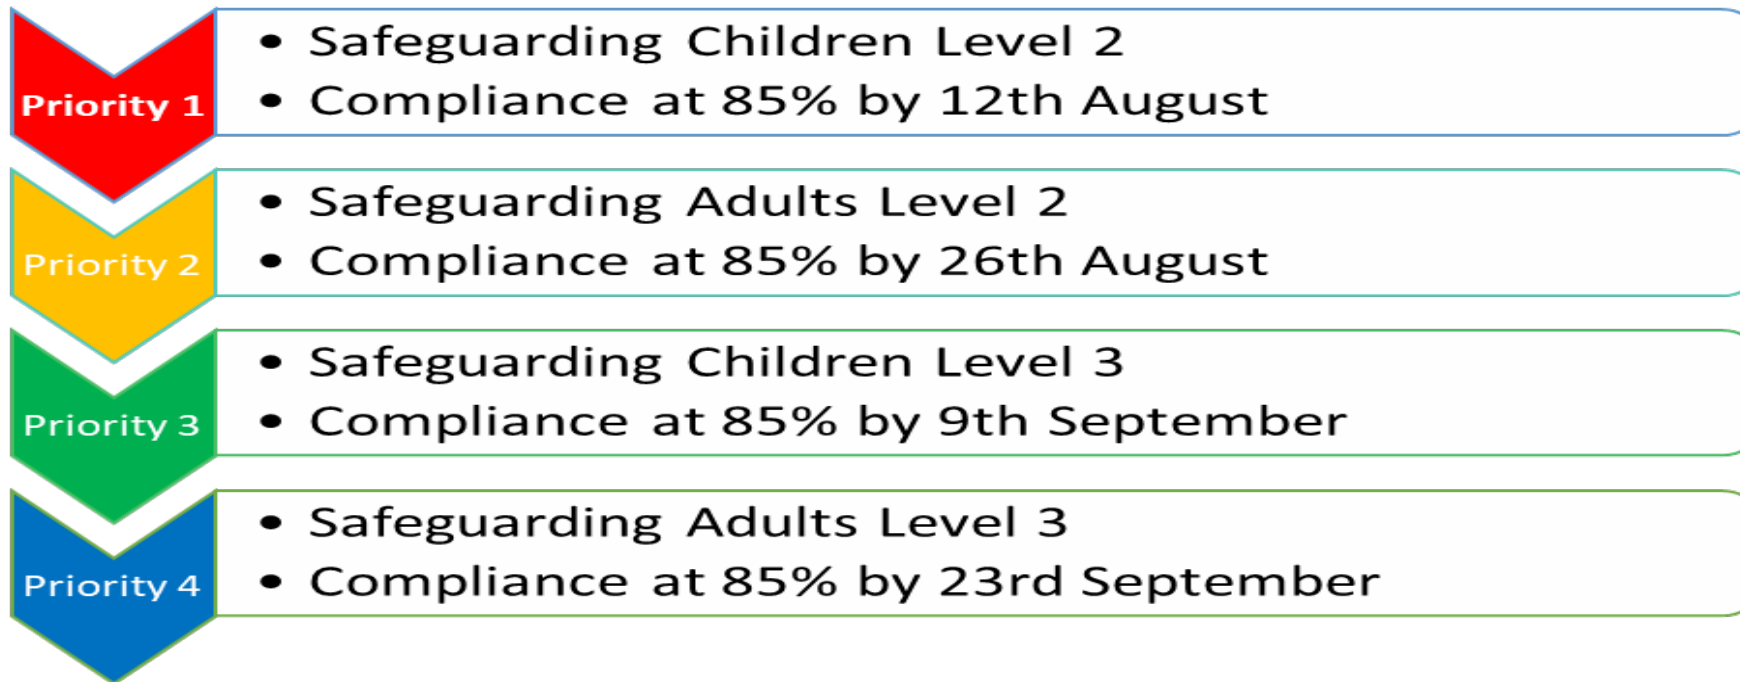 Priority 1
• Safeguarding Children Level 2
• Compliance at 85% by 12th August
Priority 2
• Safeguarding Adults Level 2
• Compliance at 85% by 26th August
Priority 3
• Safeguarding Children Level 3
• Compliance at 85% by 9th September
Priority 4
• Safeguarding Adults Level 3
• Compliance at 85% by 23rd September